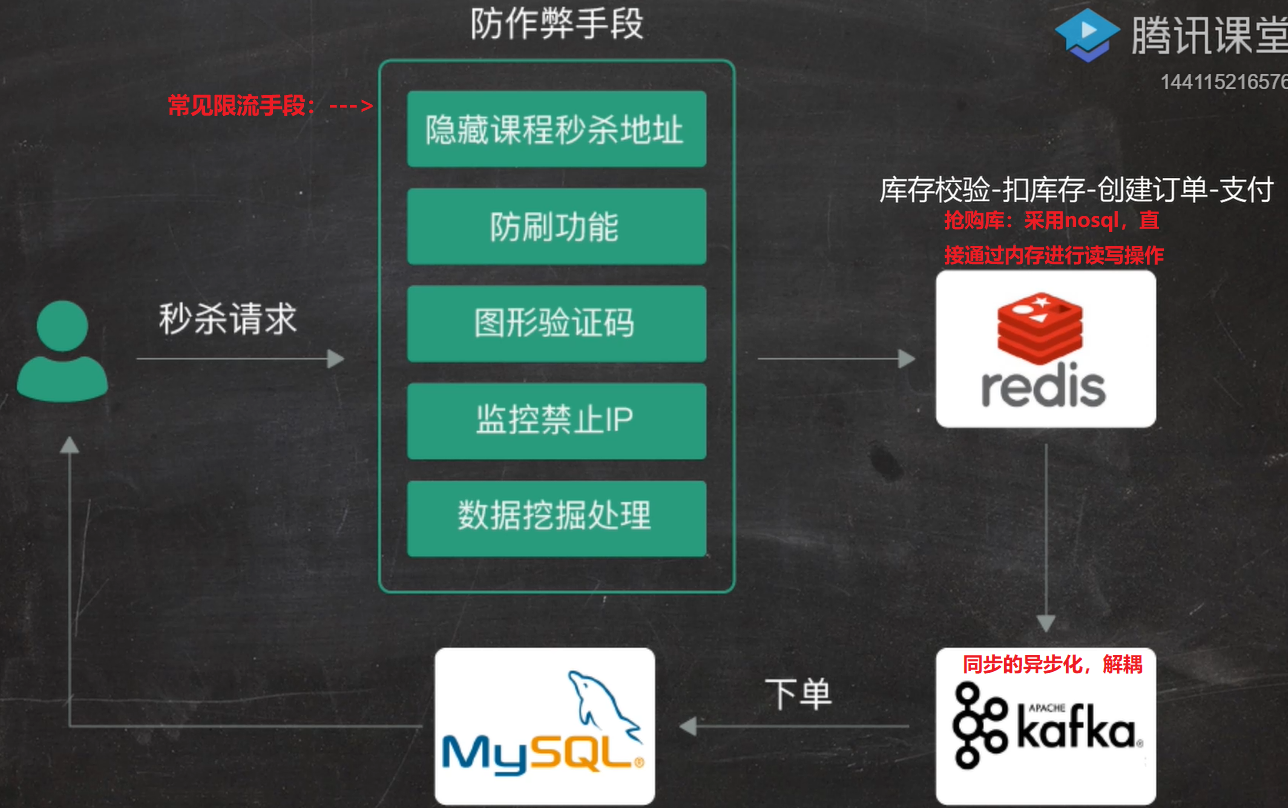 防作弊手段
腾讯课堂
144115216576
常见限流手段：--->
隐藏课程秒杀地址
防刷功能
图形验证码
监控禁止IP
数据挖掘处理
秒杀请求
库存校验-扣库存-创建订单-支付
抢购库：采用nosql，直
接通过内存进行读写操作
redis
同步的异步化，解耦
APACHE
kafka®
下单
MySQL®